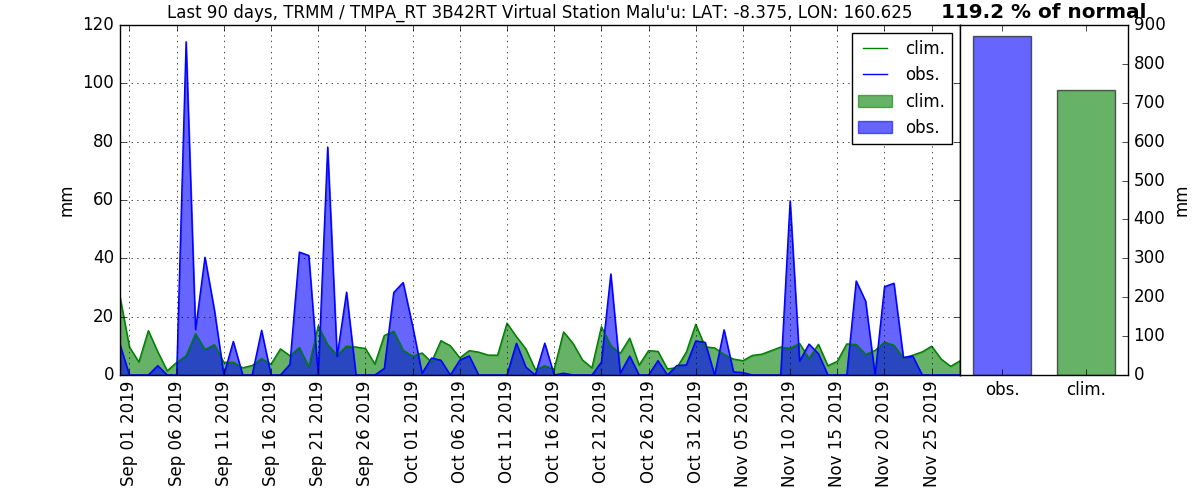 Last 90 days, TRMM / TMPA_RT 3B42RT Virtual Station Malu'u: LAT: -8.375, LON: 160.625
119.2 % of normal
120
100
80
60
40
20
0
mm
clim.
obs.
clim.
obs.
Sep 01 2019
Sep 06 2019
Sep 11 2019
Sep 16 2019
Sep 21 2019
Sep 26 2019
Oct 01 2019
Oct 06 2019
Oct 11 2019
Oct 16 2019
Oct 21 2019
Oct 26 2019
Oct 31 2019
Nov 05 2019
Nov 10 2019
Nov 15 2019
Nov 20 2019
Nov 25 2019
900
800
700
600
500
400
300
200
100
0
mm
obs.
clim.